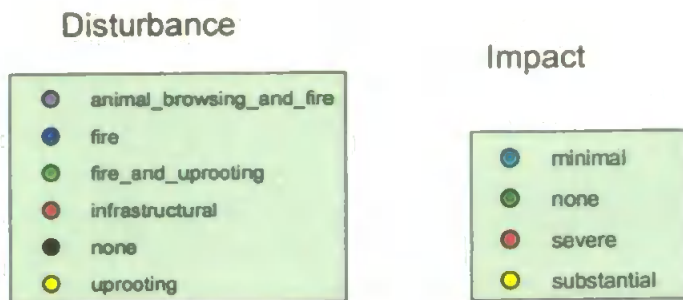 Disturbance
animal_browsing_and_fire
fire
fire_and_uprooting
infrastructural
none
uprooting
Impact
minimal
none
severe
substantial